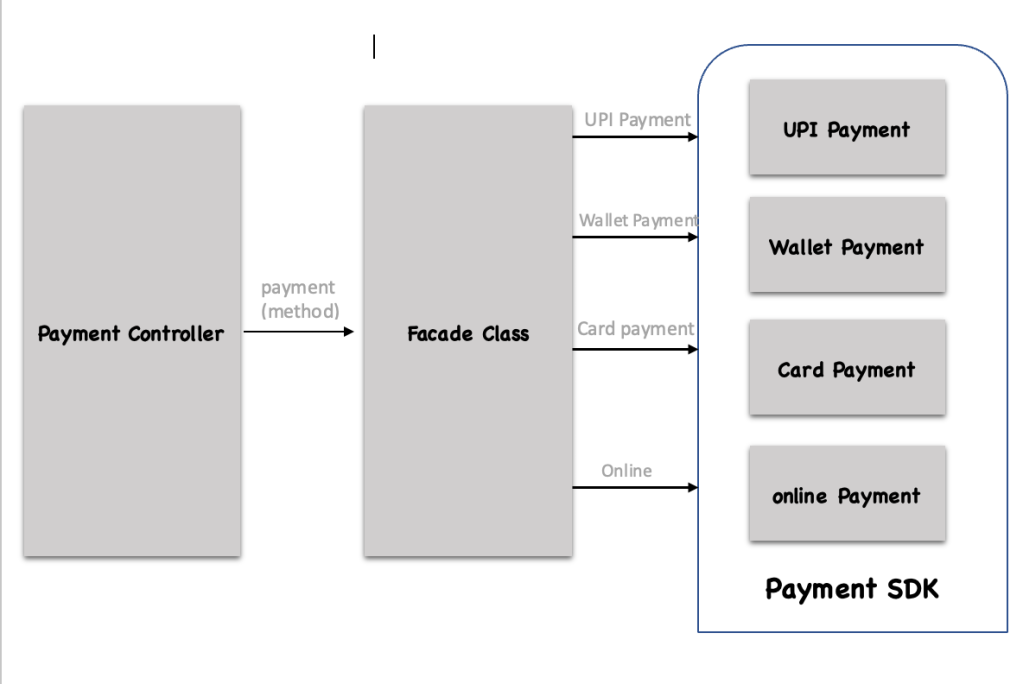 Payment Controller
payment
(method)
Facade Class
UPI Payment
Wallet Payment
Card payment
Online
UPI Payment
Wallet Payment
Card Payment
online Payment
Payment SDK